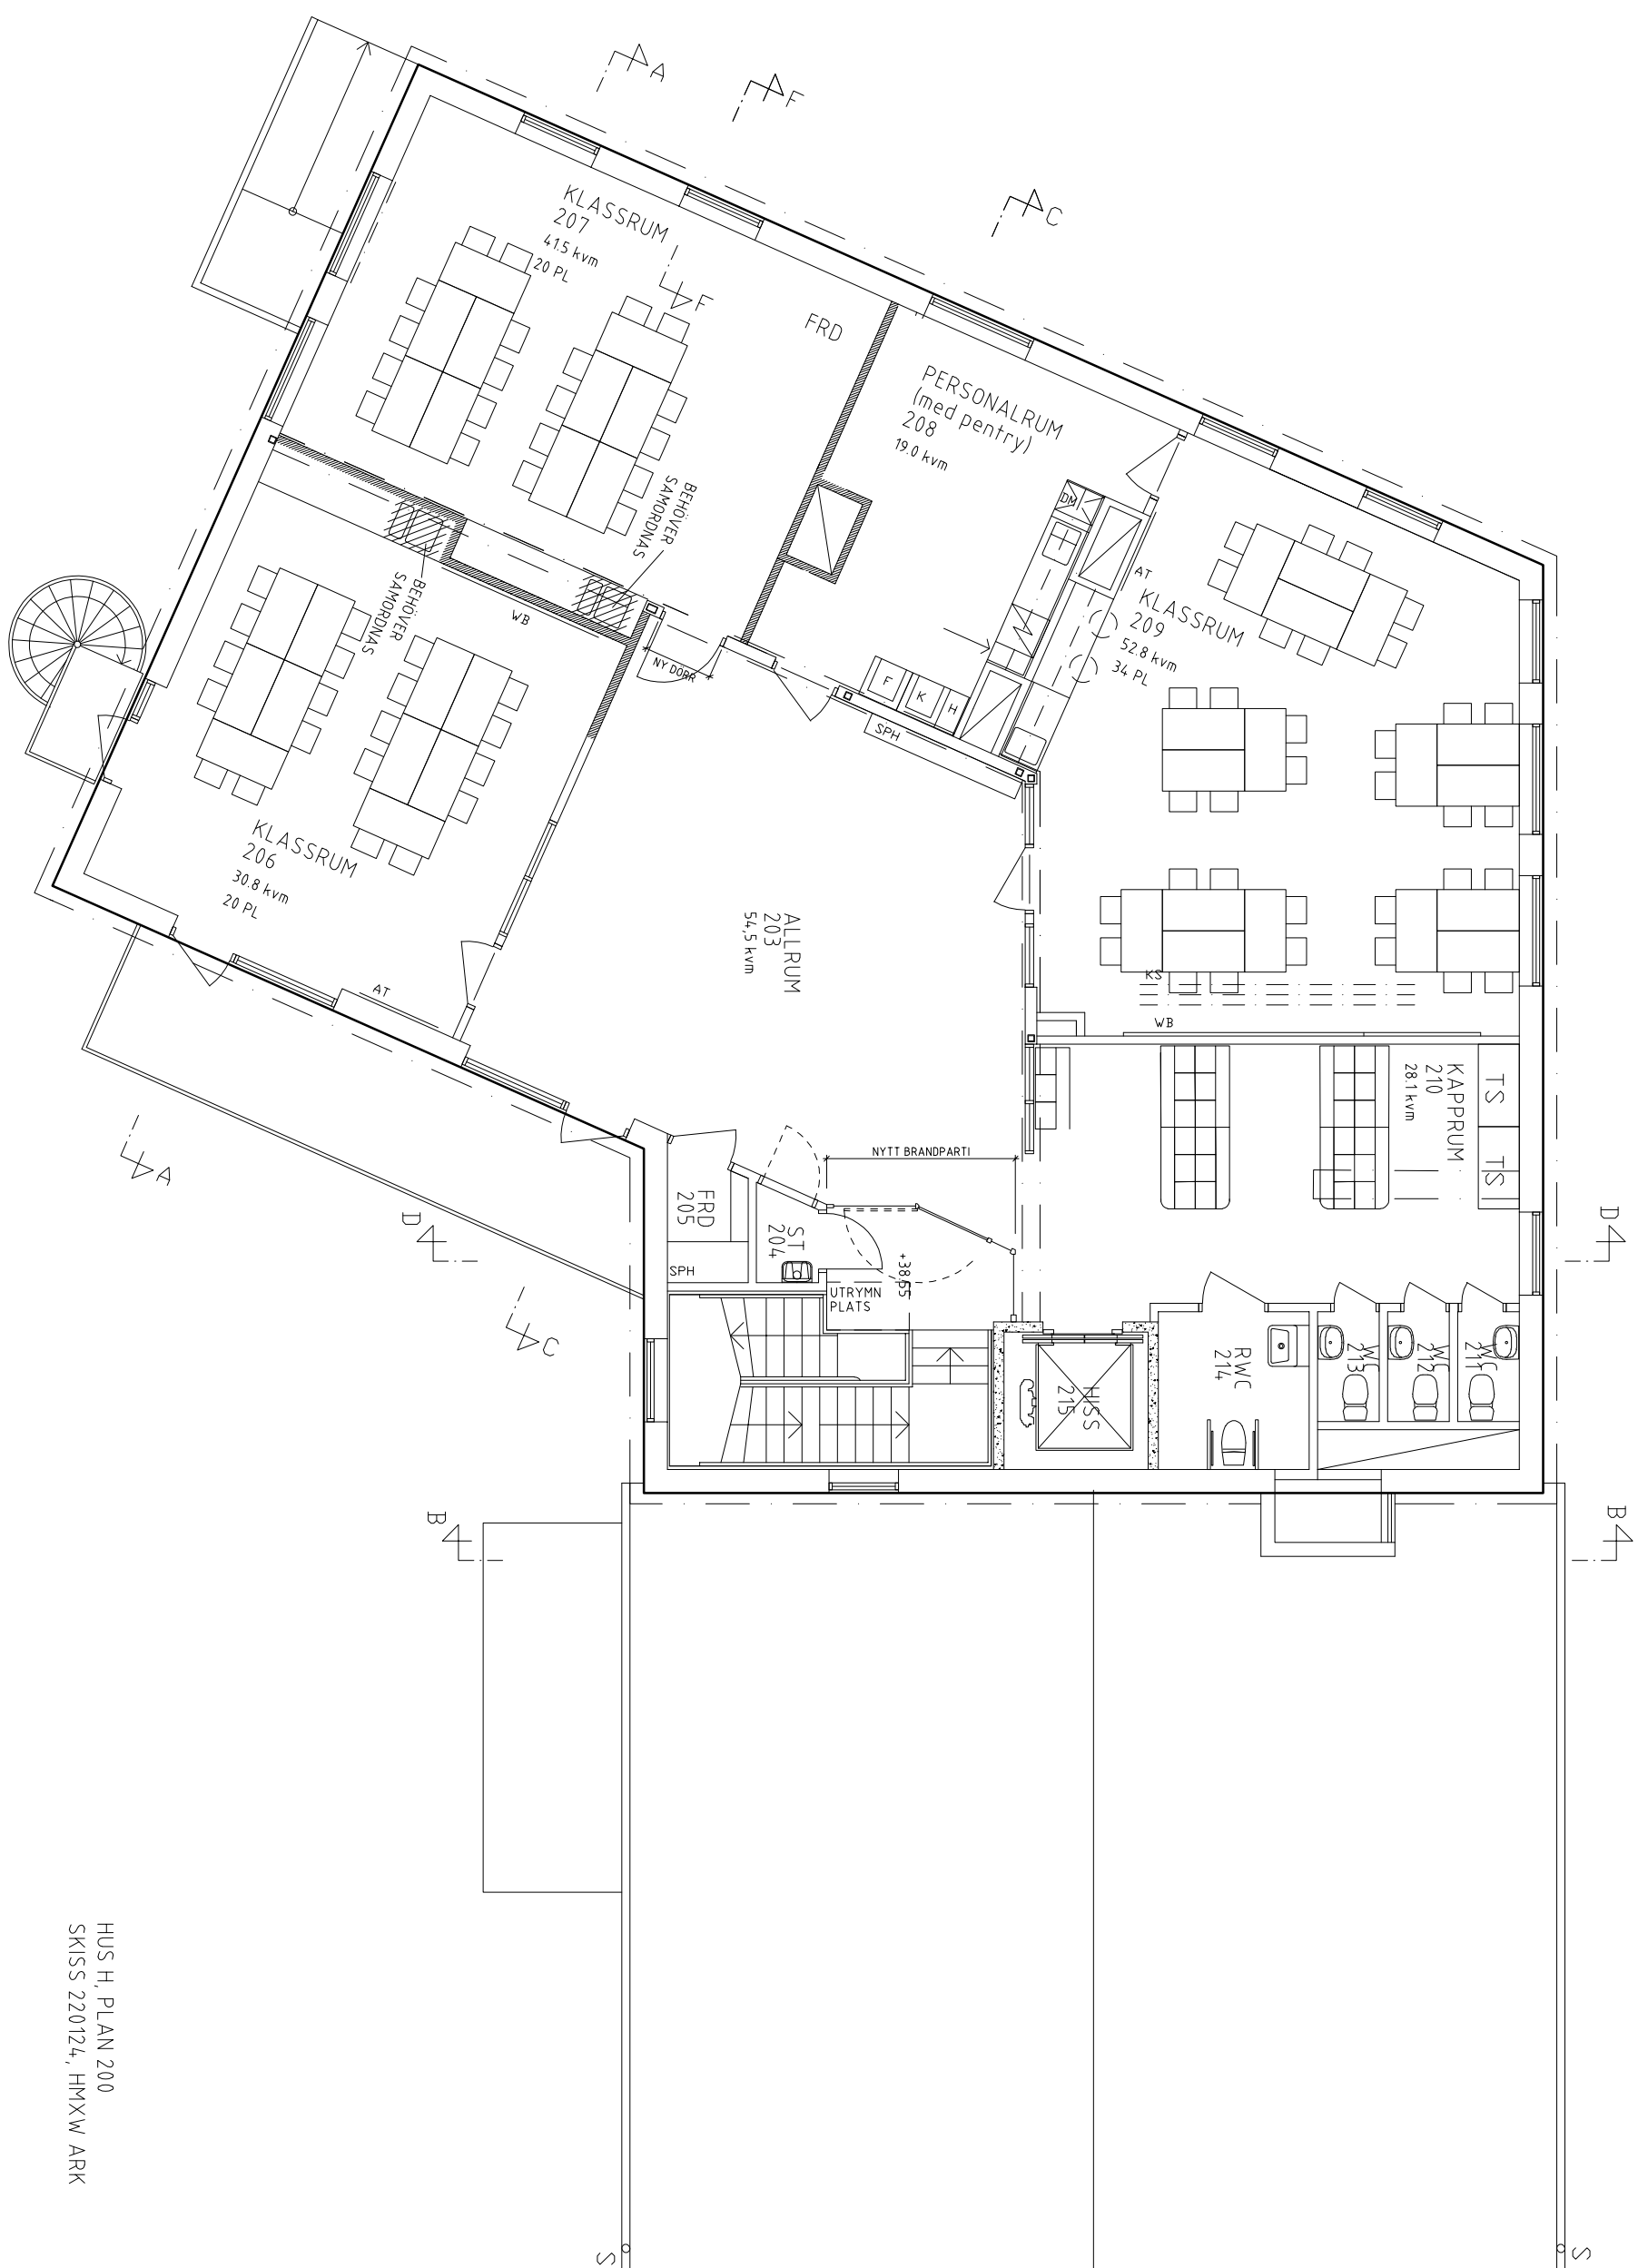 A
F
C
KLASSRUM
207
41.5 kvm
20 PL
F
FRD
PERSONALRUM
(med pentry)
208
19.0 kvm
DM
AT
KLASSRUM
209
52.8 kvm
34 PL
BEHÖVER
SAMORDNAS
BEHÖVER
SAMORDNAS
WB
NY DÖRR
F
K
H
SPH
KLASSRUM
206
30.8 kvm
20 PL
AT
ALLRUM
203
54,5 kvm
KS
WB
KAPPRUM
210
28.1 kvm
TS
TS
NYTT BRANDPARTI
FRD
205
SPH
ST
204
+38.65
UTRYMN
PLATS
HISS
215
RWC
214
WC
213
WC
212
WC
211
A
D
D
C
B
B
HUS H, PLAN 200
SKISS 220124, HMXW ARK
S
S